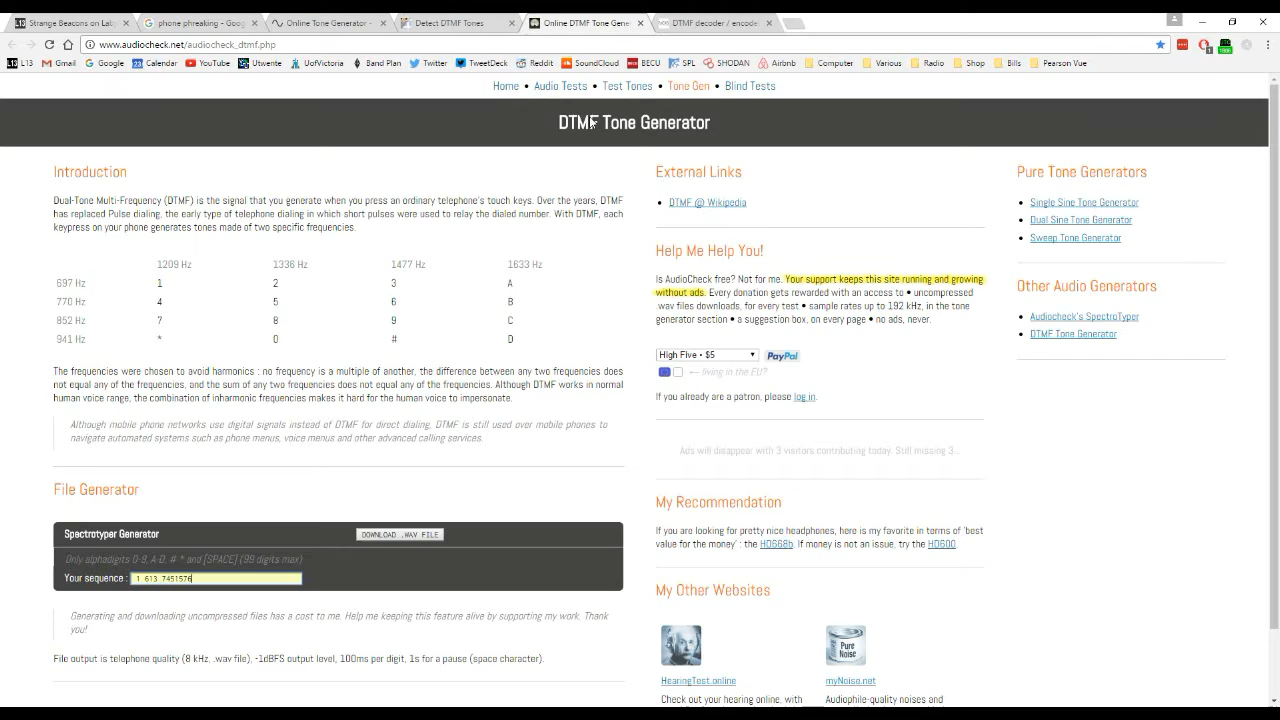 Strange Beacons on Lab
phone phreaking - Goog
Online Tone Generator -
Detect DTMF Tones
Online DTMF Tone Gene
DTMF decoder / encode
www.audiocheck.net/audiocheck_dtmf.php
L13 Gmail Google Calendar YouTube Utwente UofVictoria Band Plan Twitter TweetDeck Reddit SoundCloud BECU SPL SHODAN Airbnb Computer Various Radio Shop Bills Pearson Vue
Home • Audio Tests • Test Tones • Tone Gen • Blind Tests
DTMF Tone Generator
Introduction
Dual-Tone Multi-Frequency (DTMF) is the signal that you generate when you press an ordinary telephone's touch keys. Over the years, DTMF
has replaced Pulse dialing, the early type of telephone dialing in which short pulses were used to relay the dialed number. With DTMF, each
keypress on your phone generates tones made of two specific frequencies.
1209 Hz 1336 Hz 1477 Hz 1633 Hz
697 Hz 1 2 3 A
770 Hz 4 5 6 B
852 Hz 7 8 9 C
941 Hz * 0 # D
The frequencies were chosen to avoid harmonics : no frequency is a multiple of another, the difference between any two frequencies does
not equal any of the frequencies, and the sum of any two frequencies does not equal any of the frequencies. Although DTMF works in normal
human voice range, the combination of inharmonic frequencies makes it hard for the human voice to impersonate.
Although mobile phone networks use digital signals instead of DTMF for direct dialing, DTMF is still used over mobile phones to
navigate automated systems such as phone menus, voice menus and other advanced calling services.
File Generator
Spectrotyper Generator
DOWNLOAD .WAV FILE
Only alphadigits 0-9, A-D, # * and [SPACE] (99 digits max)
Your sequence : 1 613 7451576
Generating and downloading uncompressed files has a cost to me. Help me keeping this feature alive by supporting my work. Thank
you!
File output is telephone quality (8 kHz, .wav file), -1dBFS output level, 100ms per digit, 1s for a pause (space character).
External Links
DTMF @ Wikipedia
Help Me Help You!
Is AudioCheck free? Not for me. Your support keeps this site running and growing
without ads. Every donation gets rewarded with an access to • uncompressed
.wav files downloads, for every test • sample rates up to 192 kHz, in the tone
generator section • a suggestion box, on every page • no ads, never.
High Five • $5
PayPal
← living in the EU?
If you already are a patron, please log in.
Ads will disappear with 3 visitors contributing today. Still missing 3...
My Recommendation
If you are looking for pretty nice headphones, here is my favorite in terms of 'best
value for the money' : the HD668b. If money is not an issue, try the HD600.
My Other Websites
Pure Noise
HearingTest.online
myNoise.net
Check out your hearing online, with
Audiophile-quality noises and
Pure Tone Generators
Single Sine Tone Generator
Dual Sine Tone Generator
Sweep Tone Generator
Other Audio Generators
Audiocheck's SpectroTyper
DTMF Tone Generator